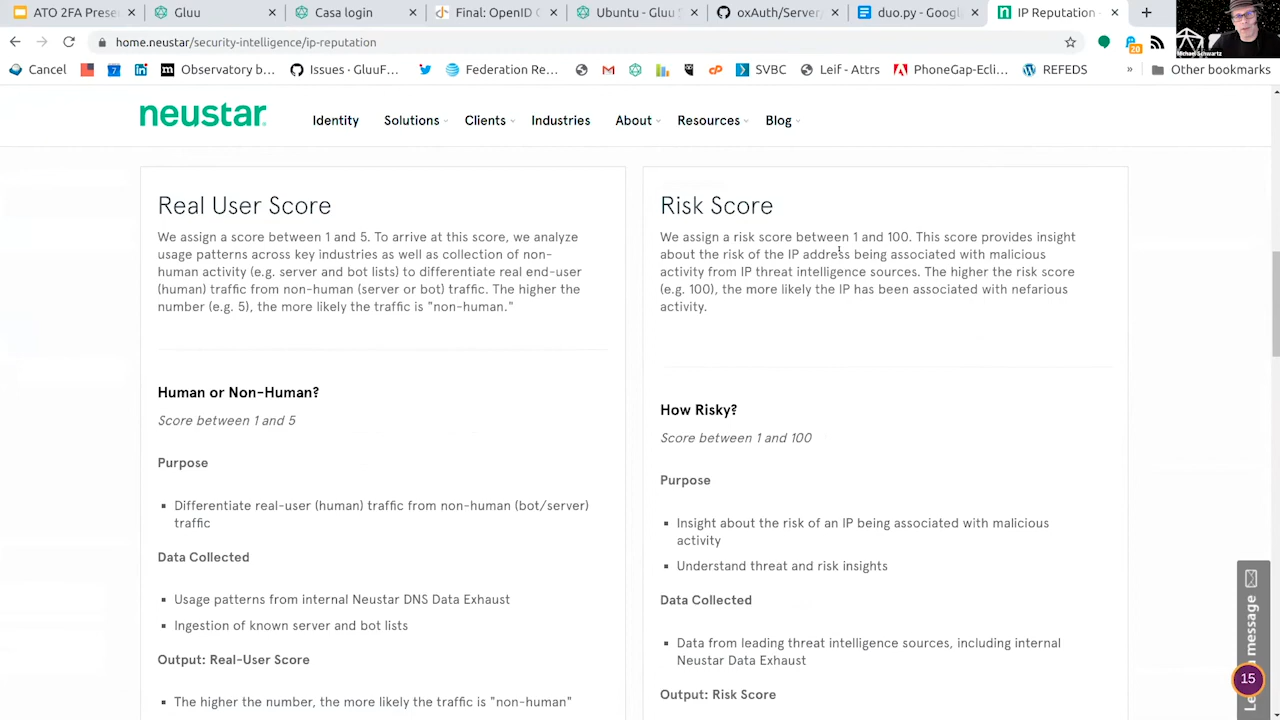 ATO 2FA Prese
Gluu
Casa login
Final: OpenID C
Ubuntu - Gluu S
oxAuth/Server
duo.py - Googl
IP Reputation
home.neustar/security-intelligence/ip-reputation
20
Michael Schwartz
Cancel
7
Observatory b...
Issues · GluuF...
Federation Re...
SVBC
Leif - Attrs
PhoneGap-Ecli...
REFEDS
»
Other bookmarks
neustar
Identity
Solutions
Clients
Industries
About
Resources
Blog
Real User Score
We assign a score between 1 and 5. To arrive at this score, we analyze
usage patterns across key industries as well as collection of non-
human activity (e.g. server and bot lists) to differentiate real end-user
(human) traffic from non-human (server or bot) traffic. The higher the
number (e.g. 5), the more likely the traffic is "non-human."
Human or Non-Human?
Score between 1 and 5
Purpose
Differentiate real-user (human) traffic from non-human (bot/server)
traffic
Data Collected
Usage patterns from internal Neustar DNS Data Exhaust
Ingestion of known server and bot lists
Output: Real-User Score
The higher the number, the more likely the traffic is "non-human"
Risk Score
We assign a risk score between 1 and 100. This score provides insight
about the risk of the IP address being associated with malicious
activity from IP threat intelligence sources. The higher the risk score
(e.g. 100), the more likely the IP has been associated with nefarious
activity.
How Risky?
Score between 1 and 100
Purpose
Insight about the risk of an IP being associated with malicious
activity
Understand threat and risk insights
Data Collected
Data from leading threat intelligence sources, including internal
Neustar Data Exhaust
Output: Risk Score
message
15